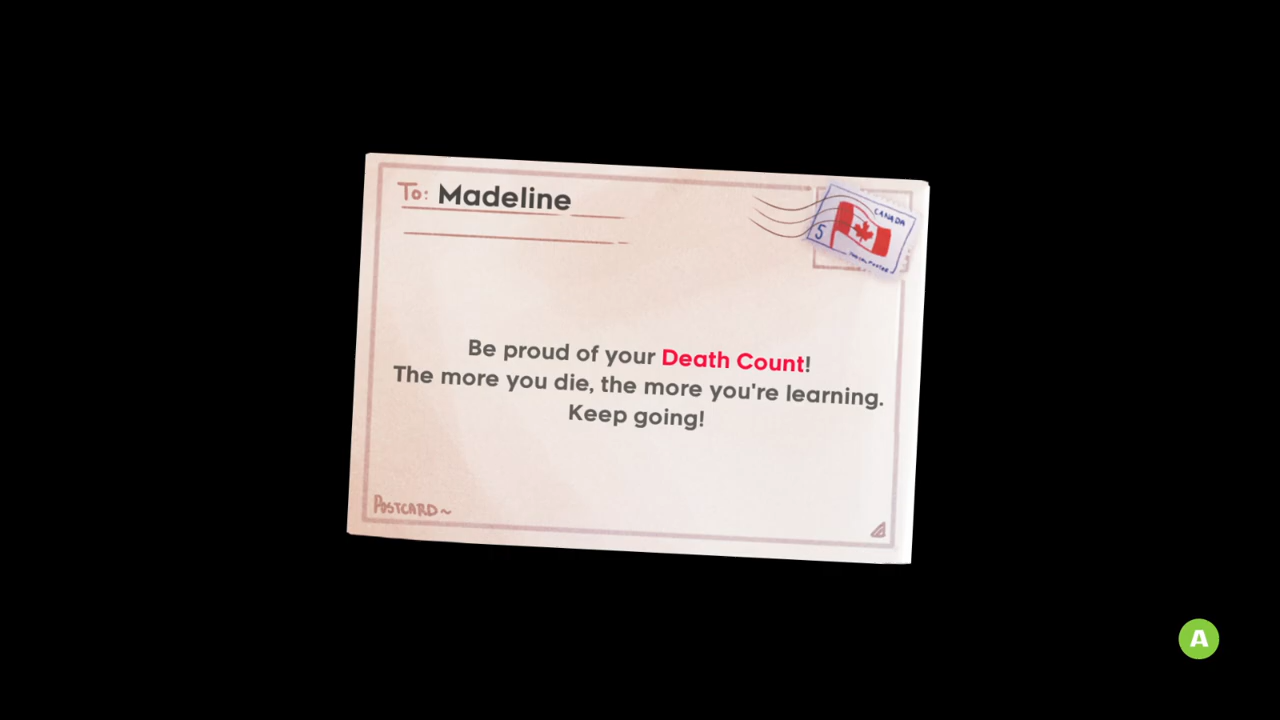 To: Madeline
CANADA
5
Be proud of your Death Count!
The more you die, the more you're learning.
Keep going!
POSTCARD~
A